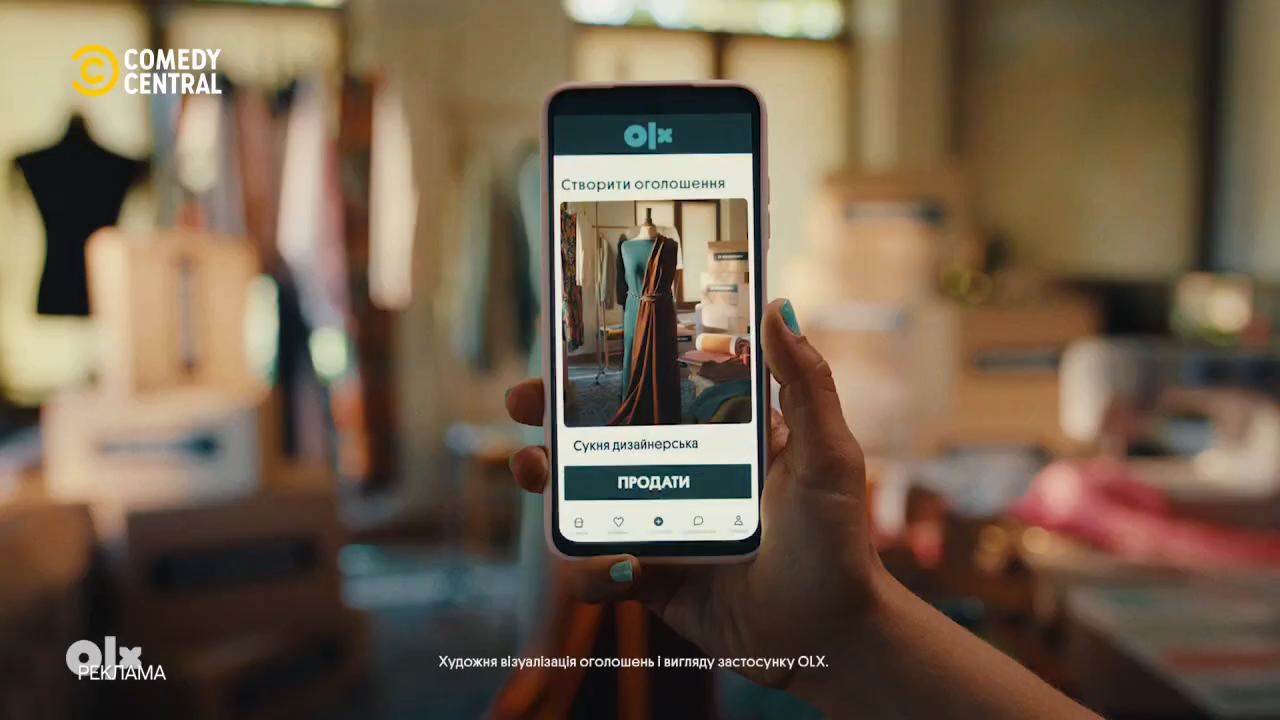 COMEDY
CENTRAL
olx
Створити оголошення
Сукня дизайнерська
ПРОДАТИ
olx
РЕКЛАМА
Художня візуалізація оголошень і вигляду застосунку OLX.